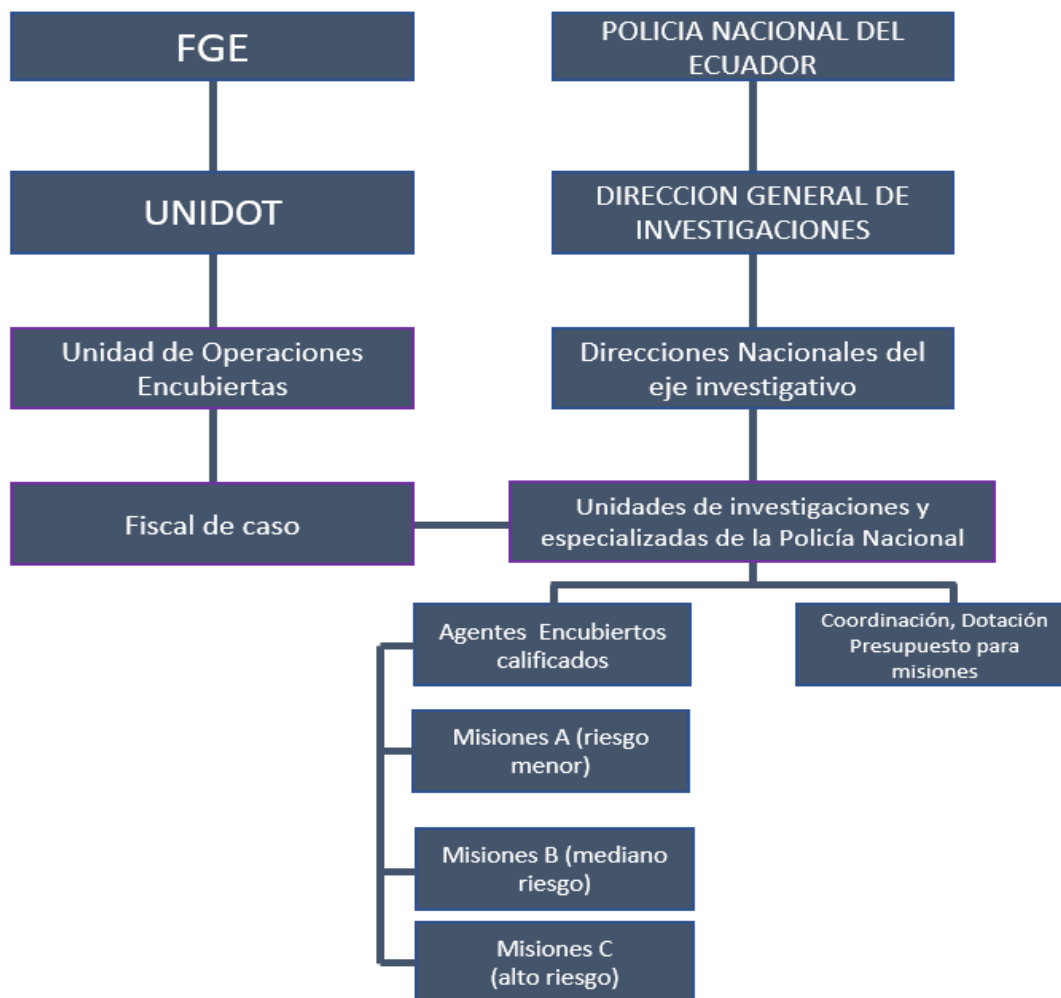 FGE
POLICIA NACIONAL DEL
ECUADOR
UNIDOT
DIRECCION GENERAL DE
INVESTIGACIONES
Unidad de Operaciones
Encubiertas
Direcciones Nacionales del
eje investigativo
Fiscal de caso
Unidades de investigaciones y
especializadas de la Policía Nacional
Agentes Encubiertos
calificados
Coordinación, Dotación
Presupuesto para
misiones
Misiones A (riesgo
menor)
Misiones B (mediano
riesgo)
Misiones C
(alto riesgo)